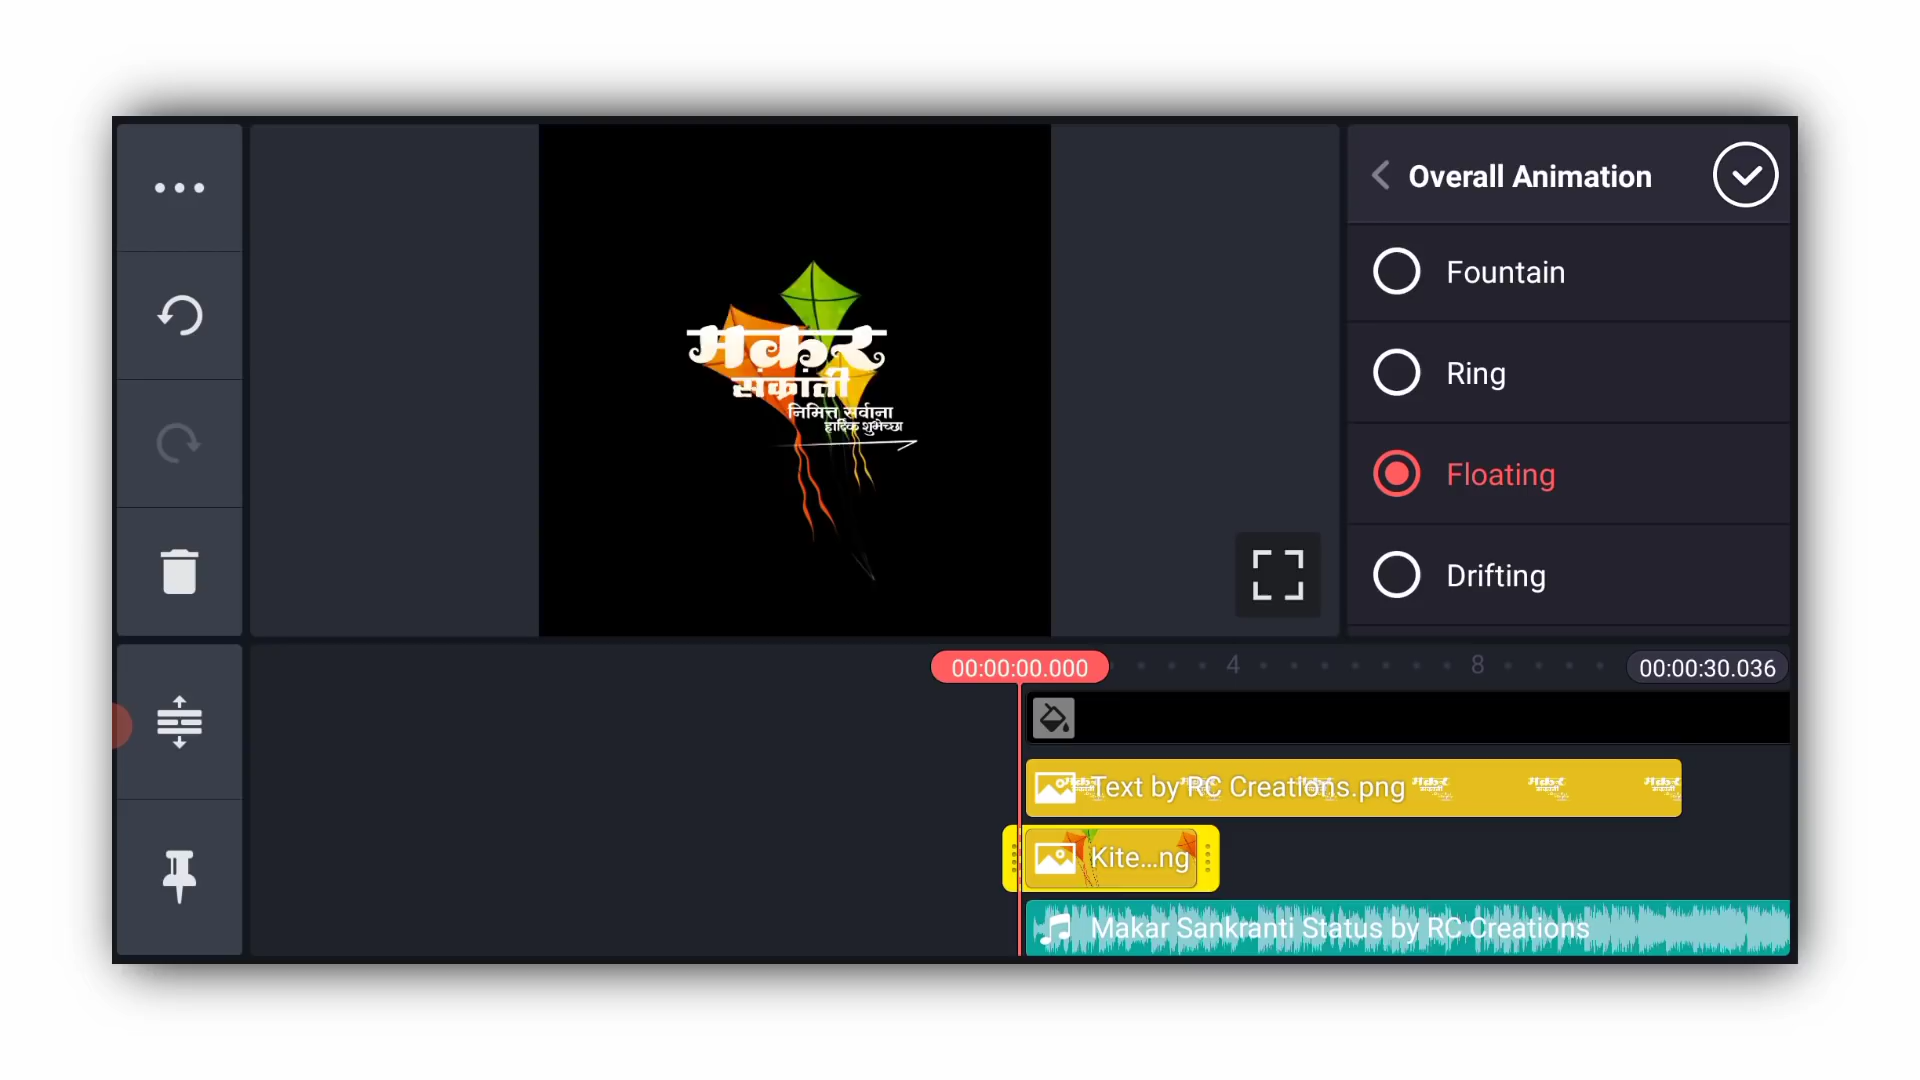 Overall Animation
Fountain
Ring
Floating
Drifting
मकर
संक्रांती
निमित्त सर्वाना
हार्दिक शुभेच्छा
00:00:00.000
4
8
00:00:30.036
Text by RC Creations.png
Kite...ng
Makar Sankranti Status by RC Creations